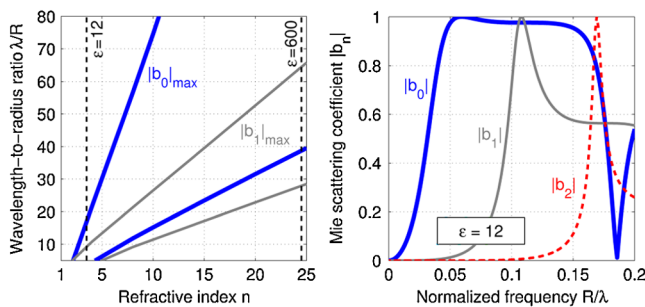 Wavelength-to-radius ratio λ/R
80
70
60
50
40
30
20
10
1
5
10
15
20
25
Refractive index n
ε=12
ε=600
|b₀|max
|b₁|max
Mie scattering coefficient |bₙ|
1
0.8
0.6
0.4
0.2
0
0
0.05
0.1
0.15
0.2
Normalized frequency R/λ
|b₀|
|b₁|
|b₂|
ε = 12